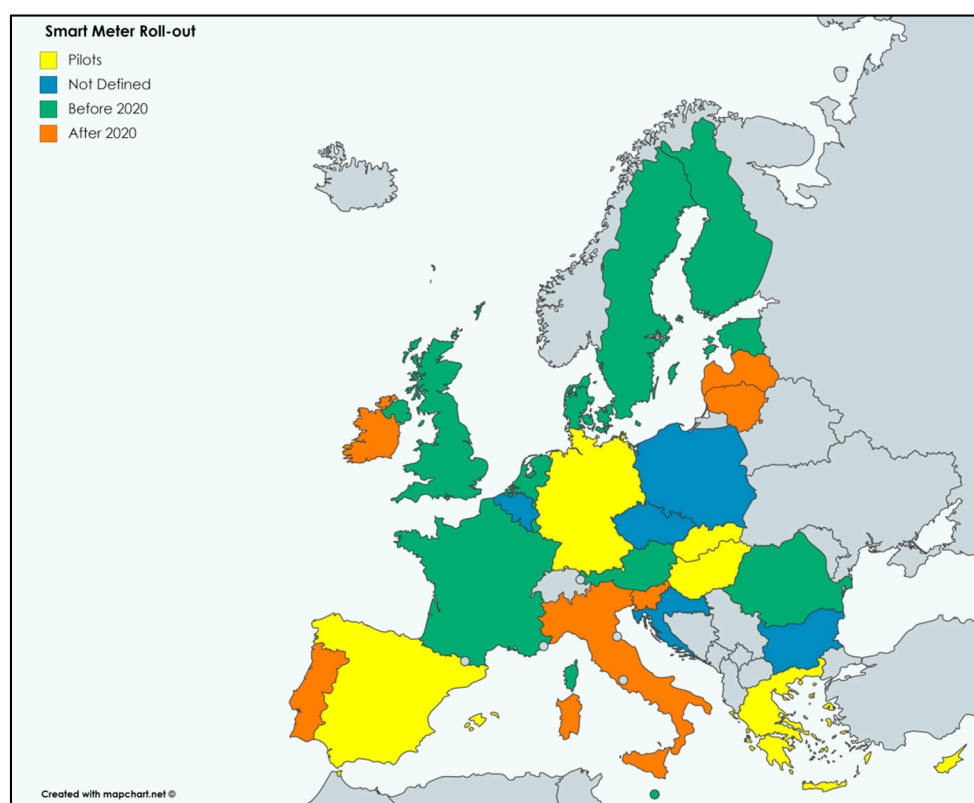 Smart Meter Roll-out
Pilots
Not Defined
Before 2020
After 2020
Created with mapchart.net ©